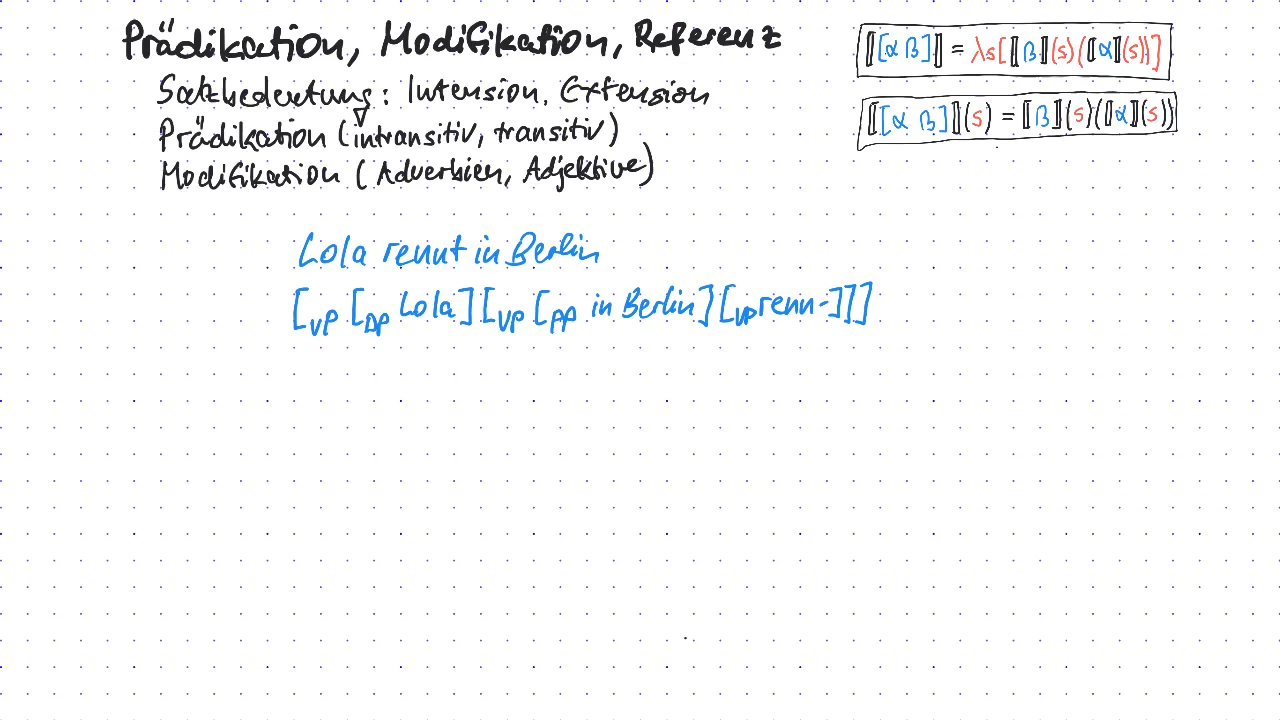 Prädikation, Modifikation, Referenz
⟦[α β]⟧ = λs[⟦β⟧(s)(⟦α⟧(s))]
Satzbedeutung: Intension, Extension
⟦[α β]⟧(s) = ⟦β⟧(s)(⟦α⟧(s))
Prädikation (intransitiv, transitiv)
Modifikation (Adverbien, Adjektive)
Lola rennt in Berlin
[VP [DP Lola] [VP [PP in Berlin] [VP renn-]]]